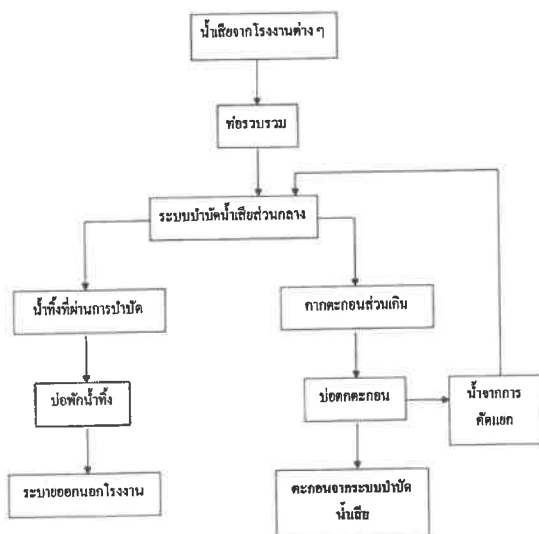 น้ำเสียจากโรงงานต่าง ๆ
ท่อรวบรวม
ระบบบำบัดน้ำเสียส่วนกลาง
น้ำทิ้งที่ผ่านการบำบัด
กากตะกอนส่วนเกิน
บ่อพักน้ำทิ้ง
บ่อตกตะกอน
น้ำจากการ
คัดแยก
ระบายออกนอกโรงงาน
ตะกอนจากระบบบำบัด
น้ำเสีย